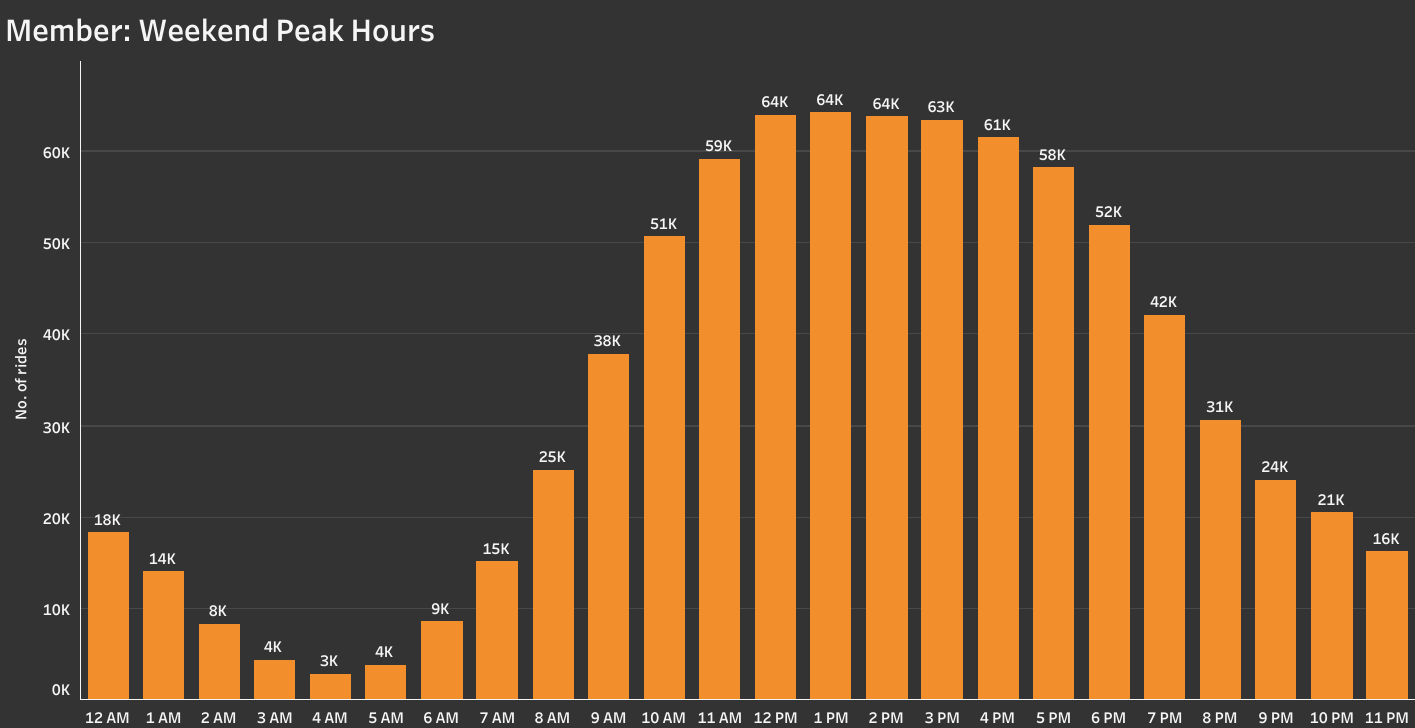 Member: Weekend Peak Hours
No. of rides
60K
50K
40K
30K
20K
10K
0K
18K
14K
8K
4K
3K
4K
9K
15K
25K
38K
51K
59K
64K
64K
64K
63K
61K
58K
52K
42K
31K
24K
21K
16K
12 AM 1 AM 2 AM 3 AM 4 AM 5 AM 6 AM 7 AM 8 AM 9 AM 10 AM 11 AM 12 PM 1 PM 2 PM 3 PM 4 PM 5 PM 6 PM 7 PM 8 PM 9 PM 10 PM 11 PM